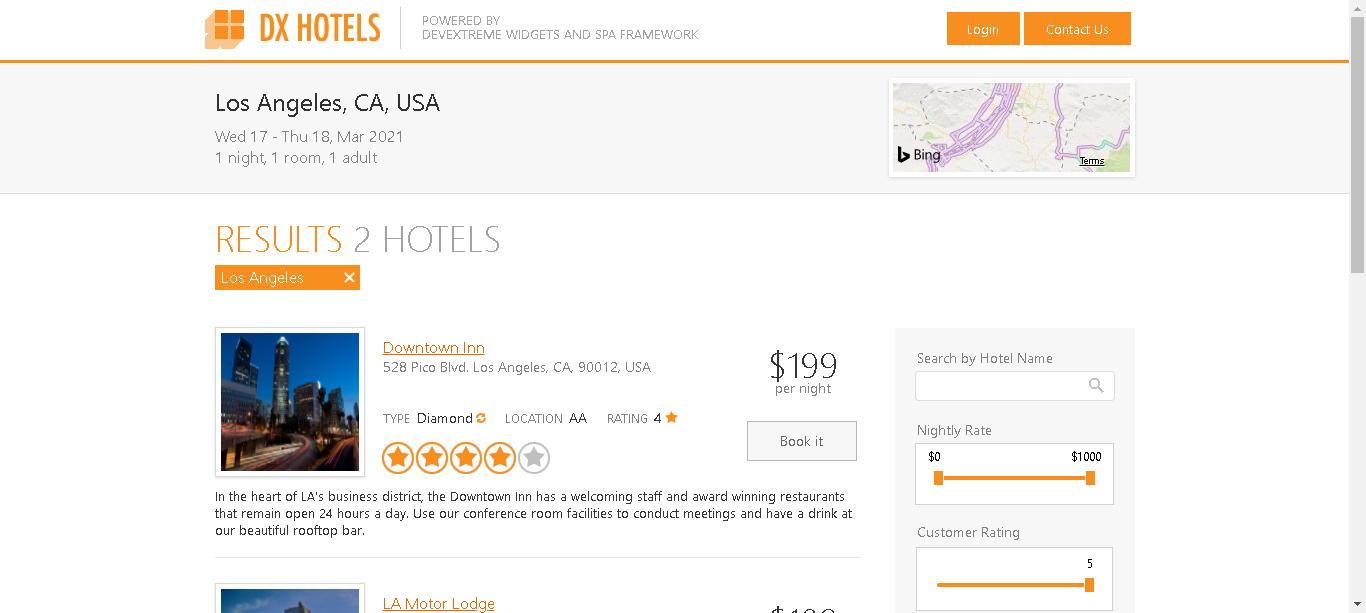 DX HOTELS
POWERED BY
DEVEXTREME WIDGETS AND SPA FRAMEWORK
Login
Contact Us
Los Angeles, CA, USA
Wed 17 - Thu 18, Mar 2021
1 night, 1 room, 1 adult
Bing
Terms
RESULTS 2 HOTELS
Los Angeles
Downtown Inn
528 Pico Blvd. Los Angeles, CA, 90012, USA
TYPE Diamond LOCATION AA RATING 4
$199
per night
Book it
In the heart of LA's business district, the Downtown Inn has a welcoming staff and award winning restaurants
that remain open 24 hours a day. Use our conference room facilities to conduct meetings and have a drink at
our beautiful rooftop bar.
Search by Hotel Name
Nightly Rate
$0 $1000
Customer Rating
5
LA Motor Lodge